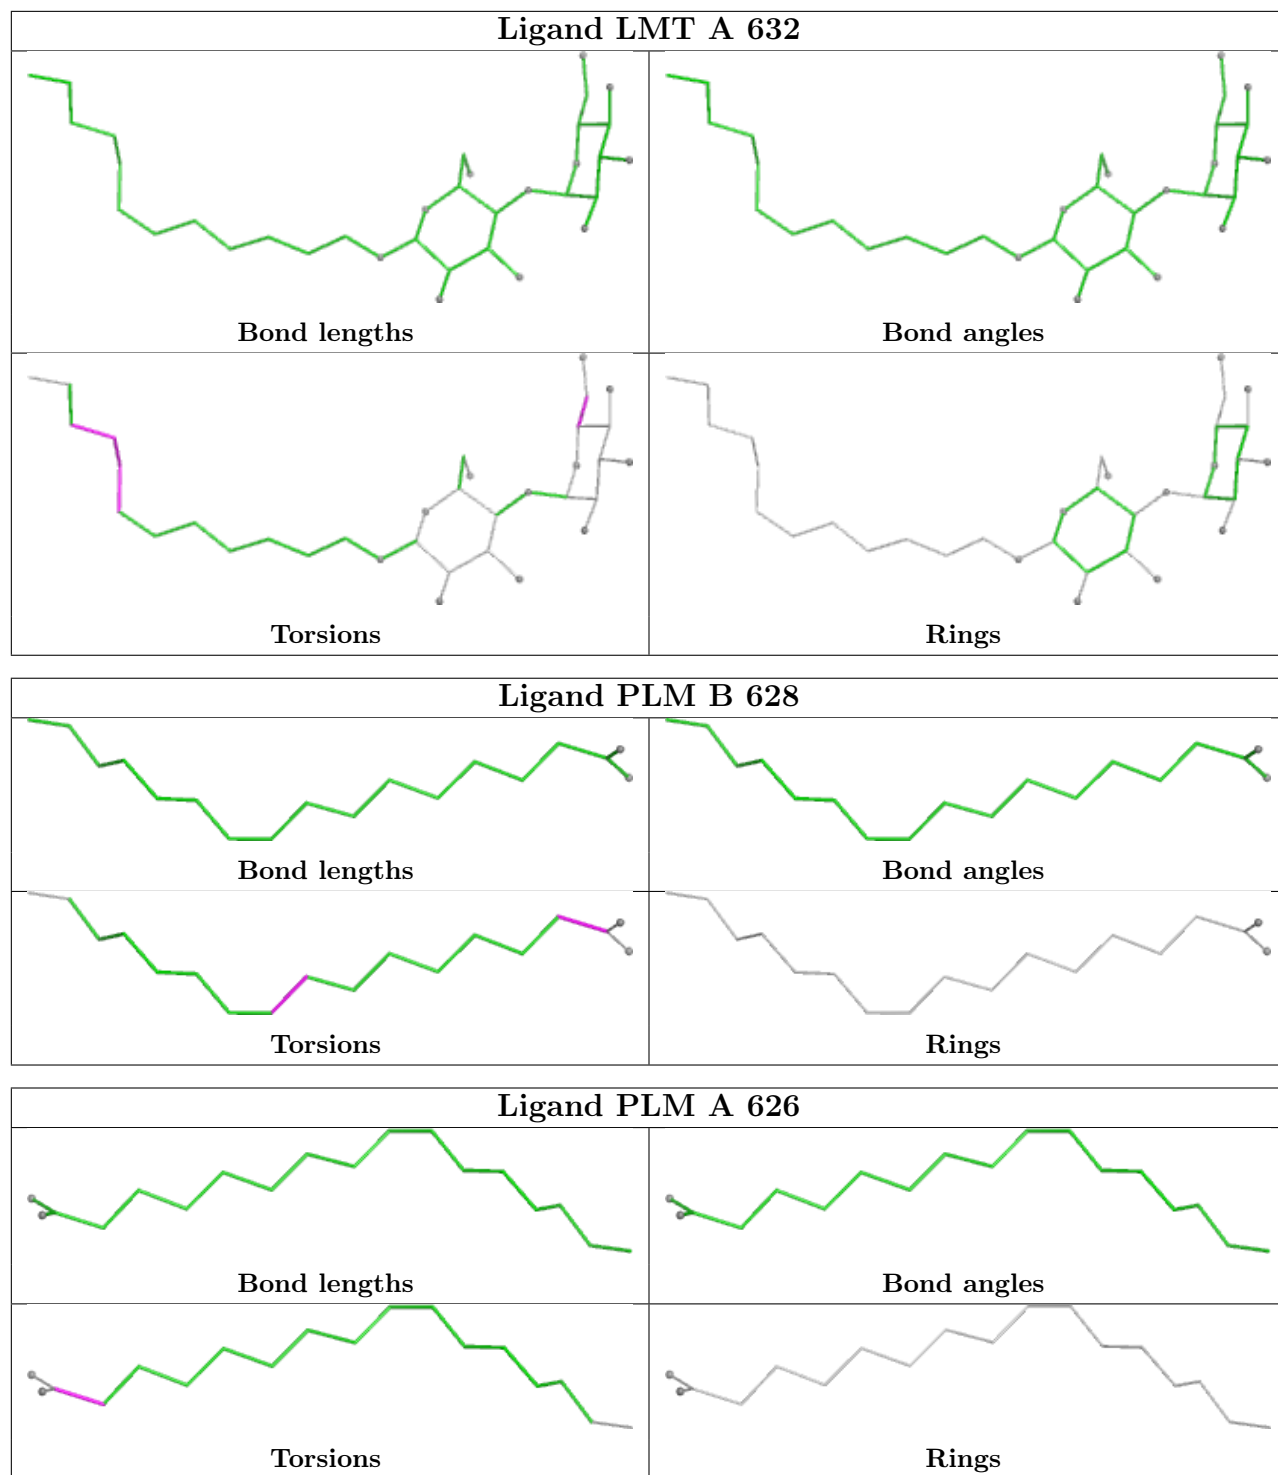 Ligand LMT A 632
Bond lengths
Bond angles
Torsions
Rings
Ligand PLM B 628
Bond lengths
Bond angles
Torsions
Rings
Ligand PLM A 626
Bond lengths
Bond angles
Torsions
Rings